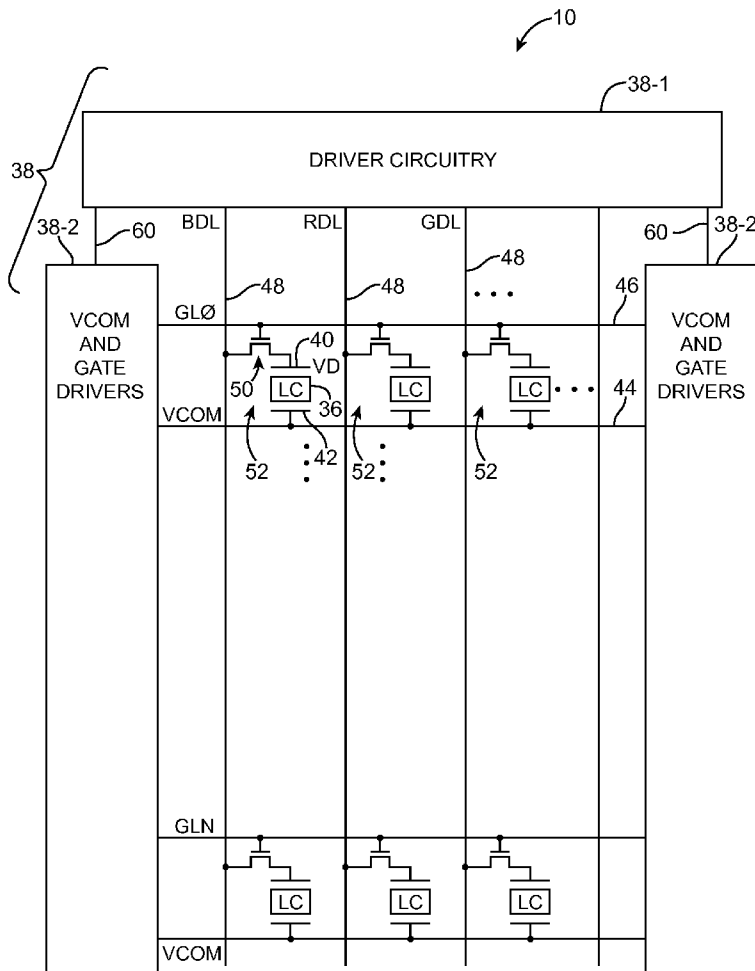 10
38-1
38
DRIVER CIRCUITRY
38-2
60
BDL
RDL
GDL
60
38-2
48
48
48
46
GLØ
VCOM
AND
GATE
DRIVERS
40
VD
50
LC
36
LC
LC
44
VCOM
42
52
52
52
VCOM
AND
GATE
DRIVERS
GLN
LC
LC
LC
VCOM